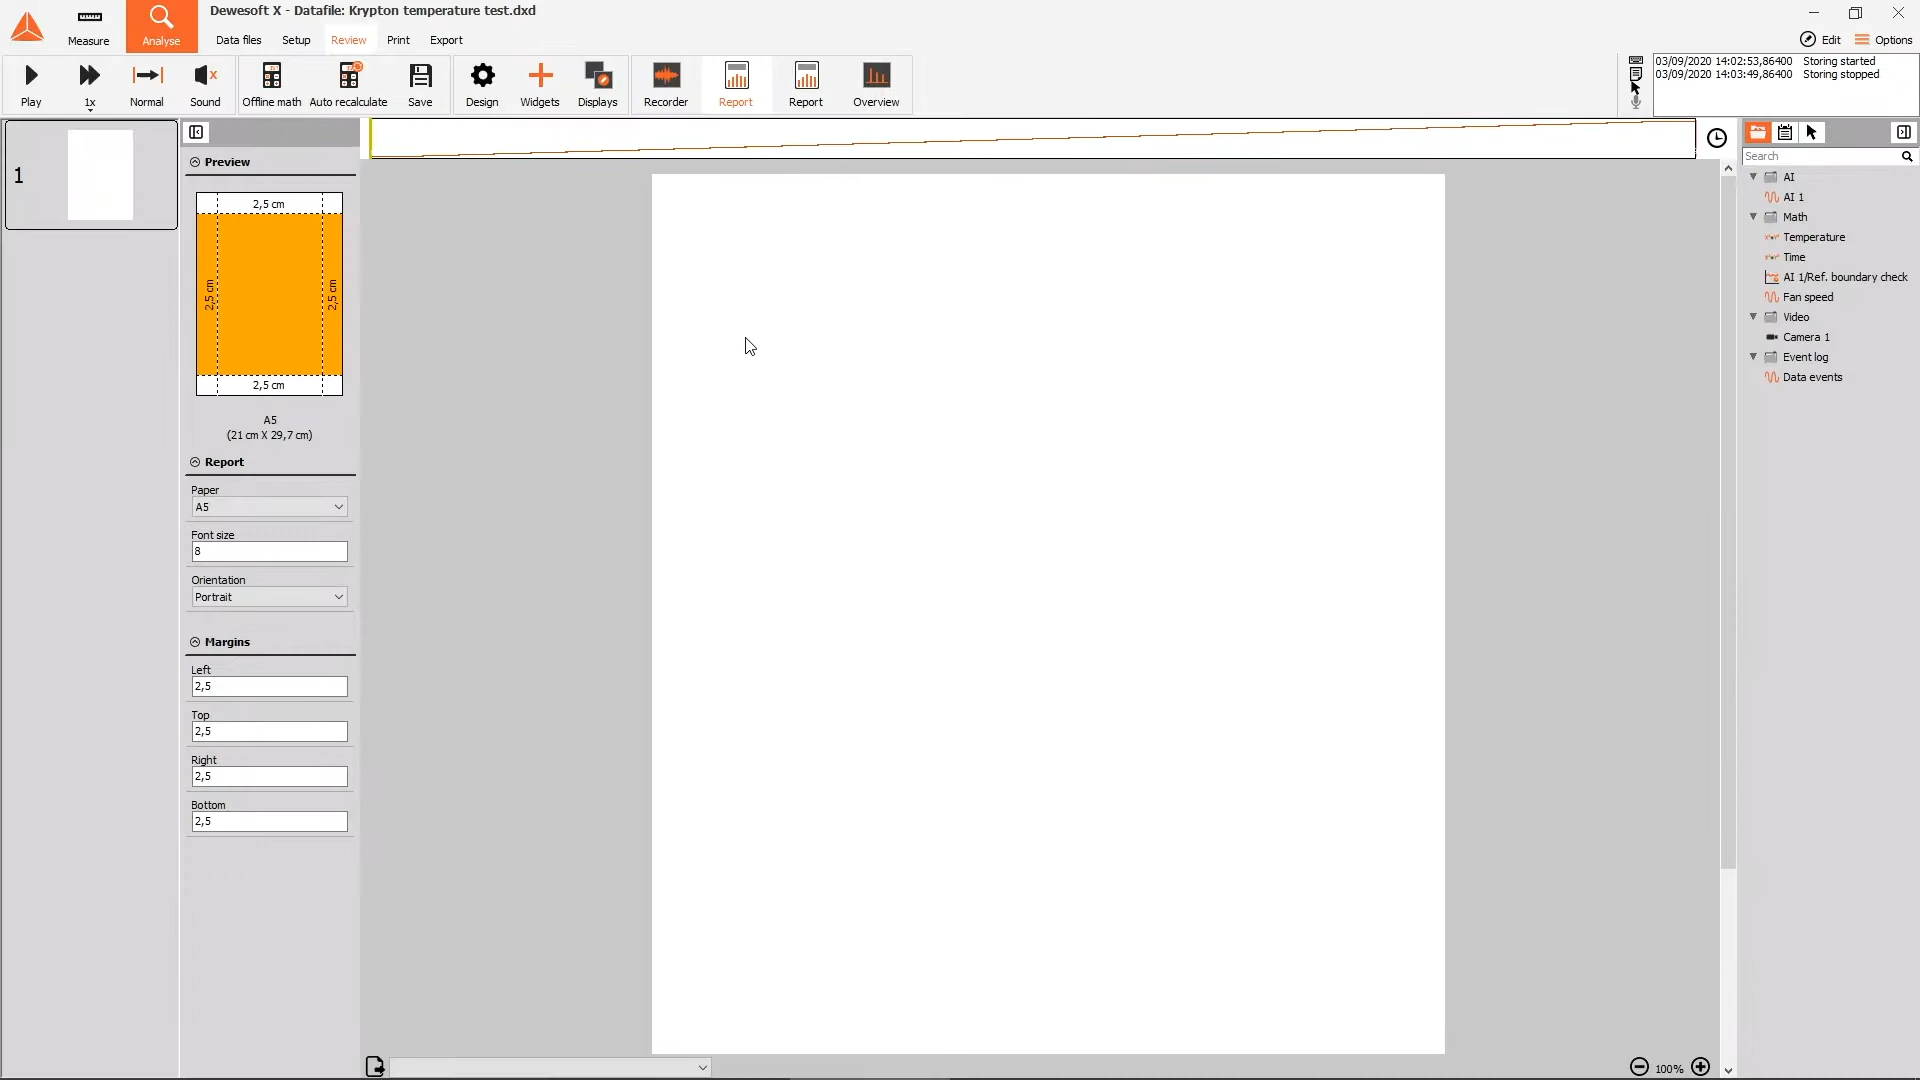 Dewesoft X - Datafile: Krypton temperature test.dxd
Measure
Analyse
Data files
Setup
Review
Print
Export
Edit
Options
Play
1x
Normal
Sound
Offline math
Auto recalculate
Save
Design
Widgets
Displays
Recorder
Report
Report
Overview
03/09/2020 14:02:53,86400 Storing started
03/09/2020 14:03:49,86400 Storing stopped
1
Preview
2,5 cm
2,5 cm
2,5 cm
2,5 cm
A5
(21 cm X 29,7 cm)
Report
Paper
A5
Font size
8
Orientation
Portrait
Margins
Left
2,5
Top
2,5
Right
2,5
Bottom
2,5
Search
AI
AI 1
Math
Temperature
Time
AI 1/Ref. boundary check
Fan speed
Video
Camera 1
Event log
Data events
100%